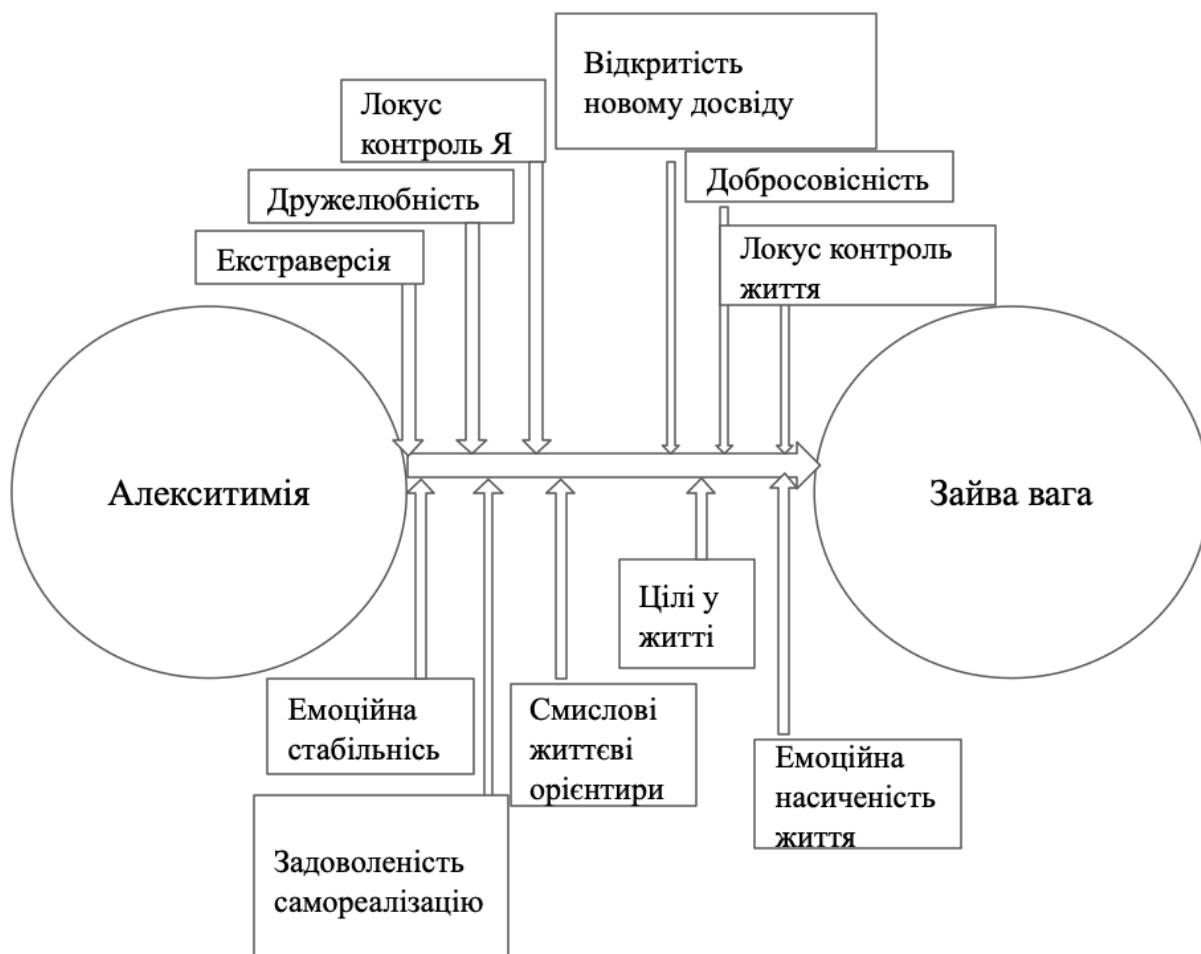 Відкритість
новому досвіду
Локус
контроль Я
Добросовісність
Дружелюбність
Локус контроль
життя
Екстраверсія
Алекситимія
Зайва вага
Цілі у
житті
Емоційна
стабільнісь
Смислові
життєві
орієнтири
Емоційна
насиченість
життя
Задоволеність
самореалізацію